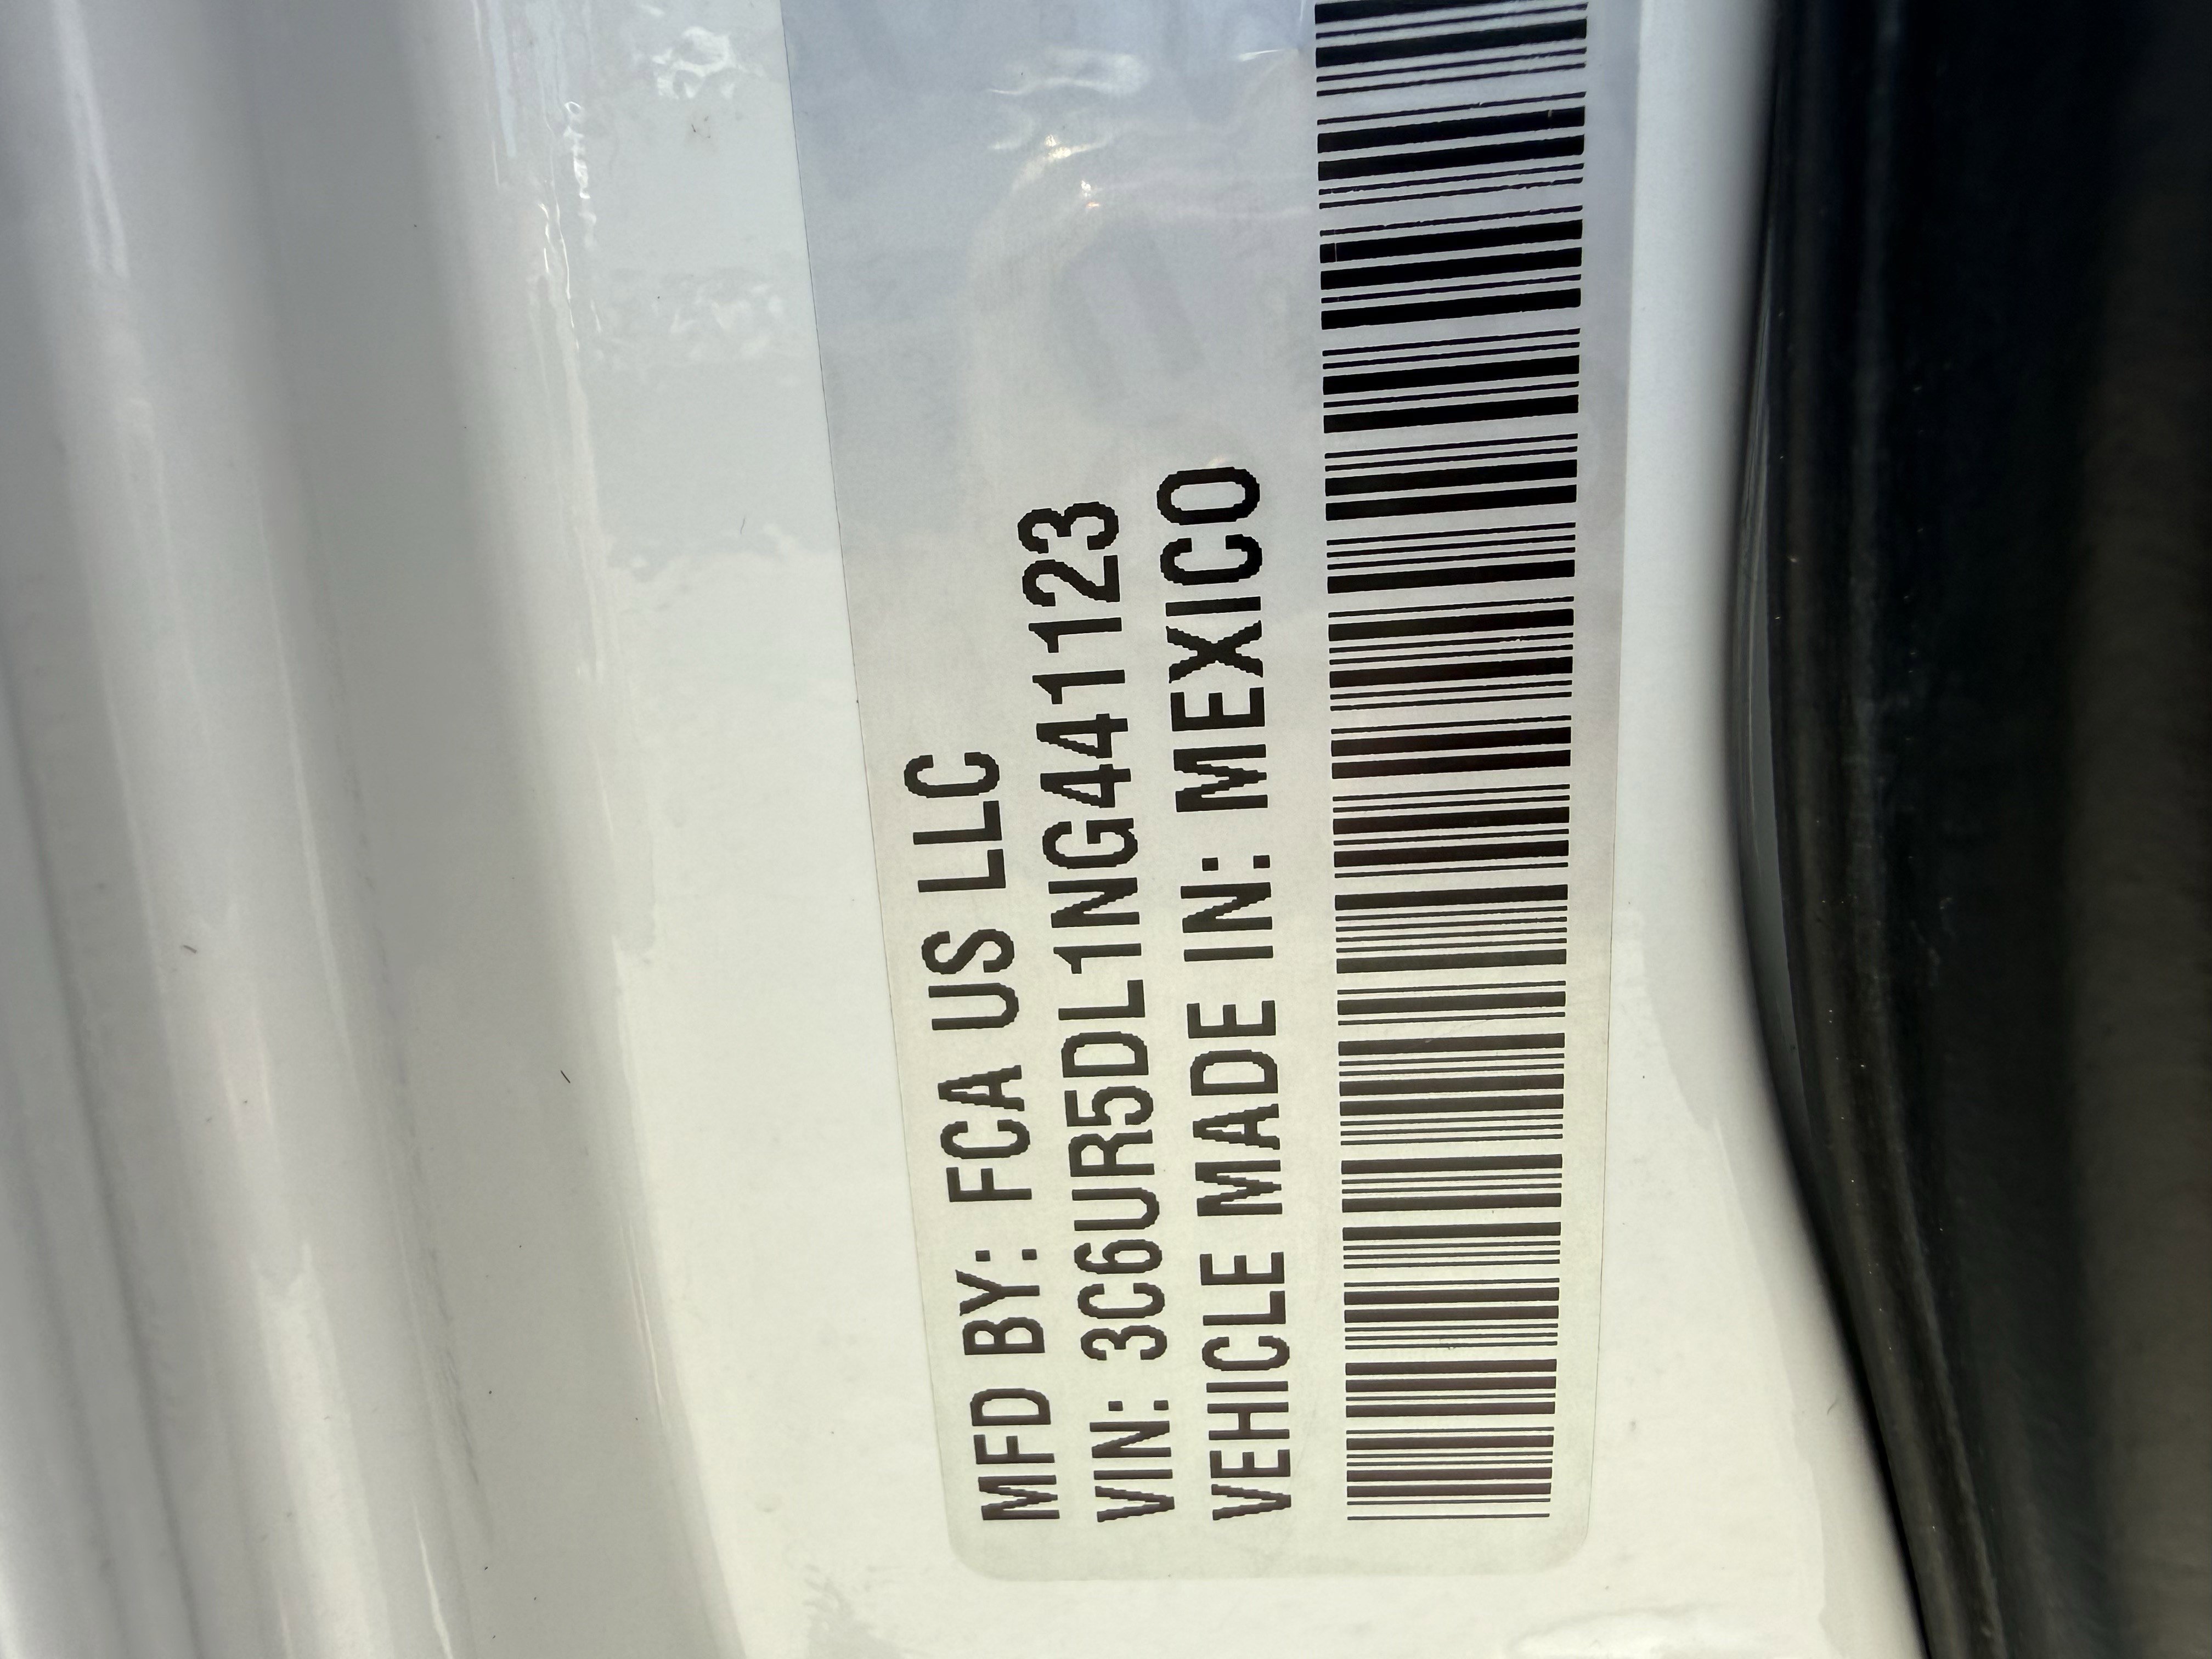 MFD BY: FCA US LLC
VIN: 3C6UR5DL1NG441123
VEHICLE MADE IN: MEXICO